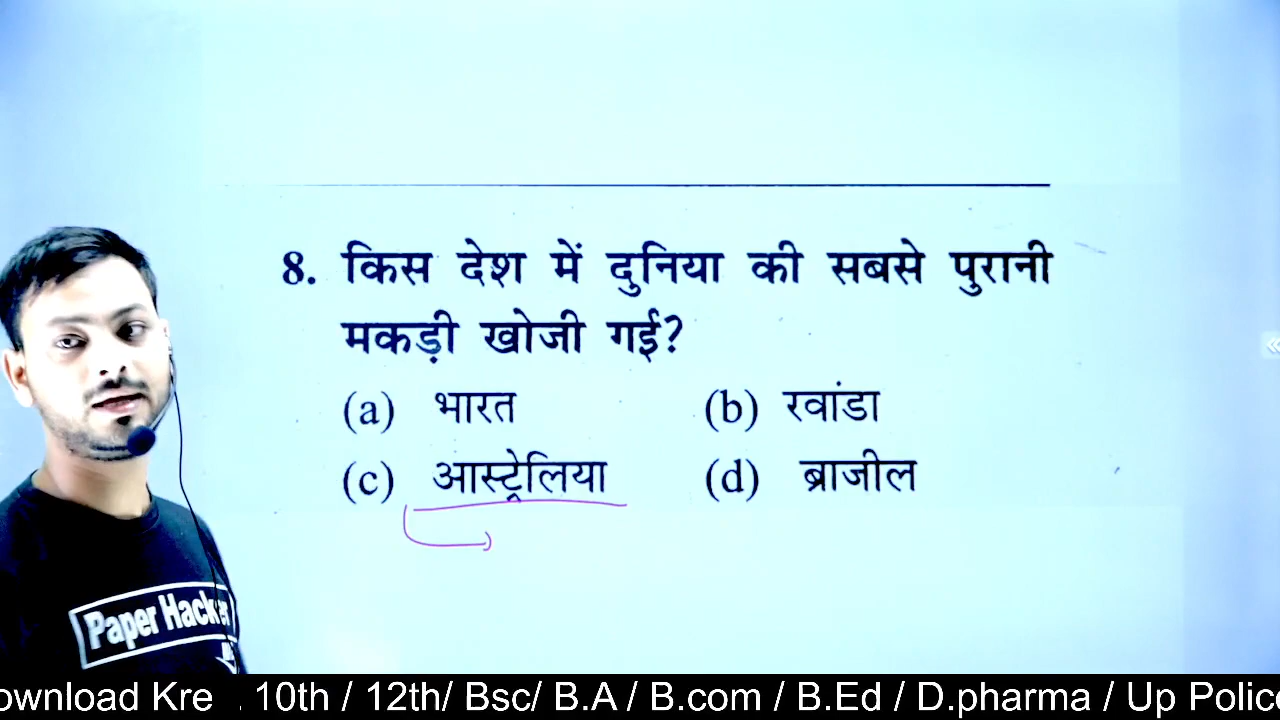 8. किस देश में दुनिया की सबसे पुरानी
मकड़ी खोजी गई?
(a) भारत (b) रवांडा
(c) आस्ट्रेलिया (d) ब्राजील
Paper Hacker
ownload Kre . 10th / 12th/ Bsc/ B.A / B.com / B.Ed / D.pharma / Up Police